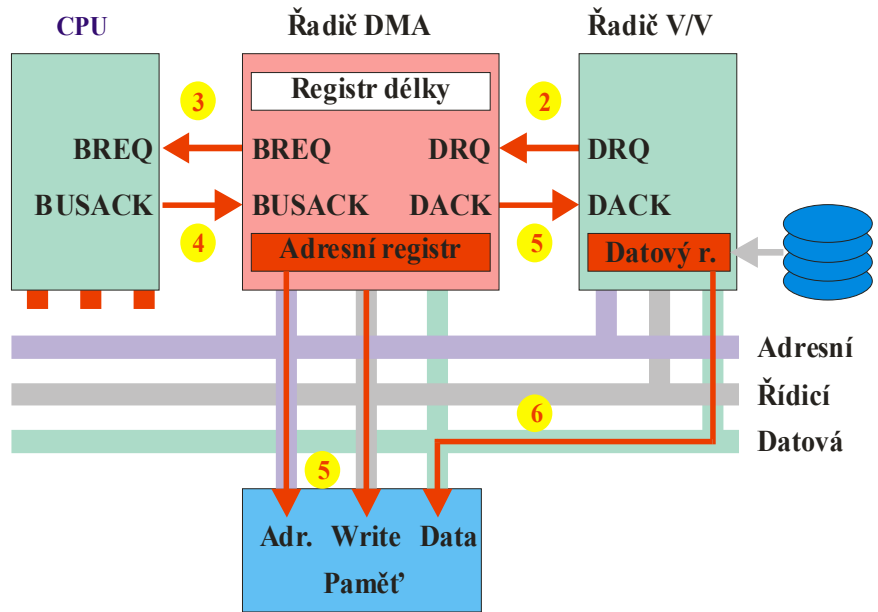 CPU
Řadič DMA
Řadič V/V
Registr délky
3
2
BREQ
BREQ
DRQ
DRQ
BUSACK
BUSACK
DACK
DACK
4
Adresní registr
5
Datový r.
Adresní
Řídicí
6
Datová
5
Adr.
Write
Data
Paměť